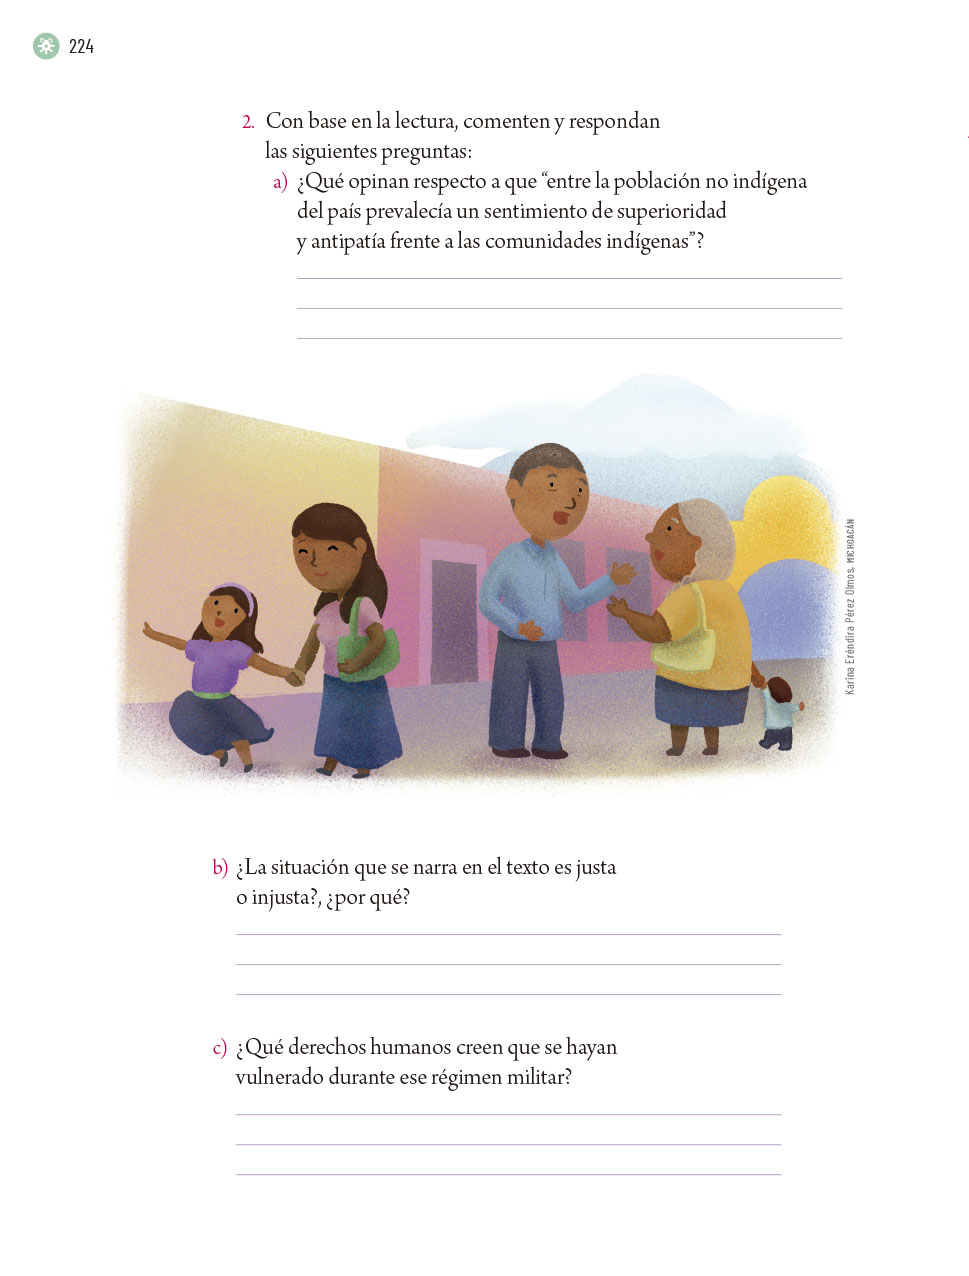 224
2. Con base en la lectura, comenten y respondan
las siguientes preguntas:
a) ¿Qué opinan respecto a que “entre la población no indígena
del país prevalecía un sentimiento de superioridad
y antipatía frente a las comunidades indígenas”?
Karina Eréndira Pérez Olmos, MICHOACÁN
b) ¿La situación que se narra en el texto es justa
o injusta?, ¿por qué?
c) ¿Qué derechos humanos creen que se hayan
vulnerado durante ese régimen militar?